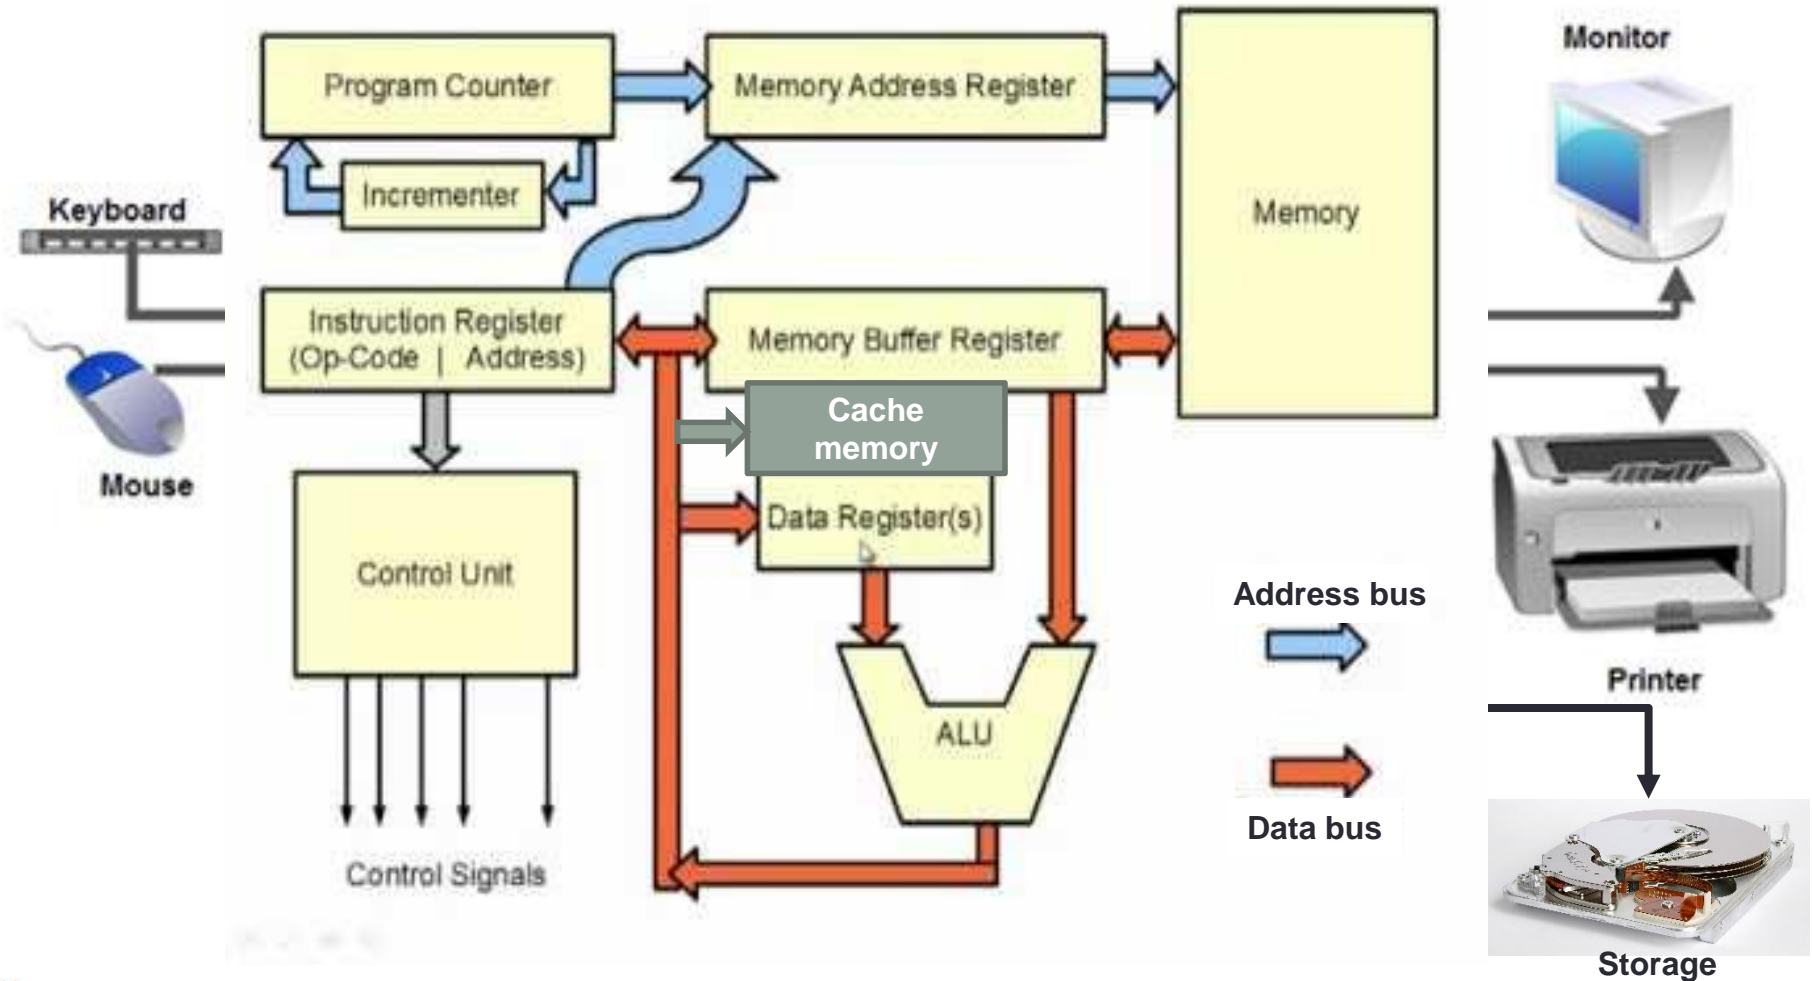 Program Counter
Memory Address Register
Monitor
Incrementer
Keyboard
Memory
Instruction Register
(Op-Code | Address)
Memory Buffer Register
Cache
memory
Mouse
Data Register(s)
Control Unit
Address bus
Printer
ALU
Data bus
Control Signals
Storage